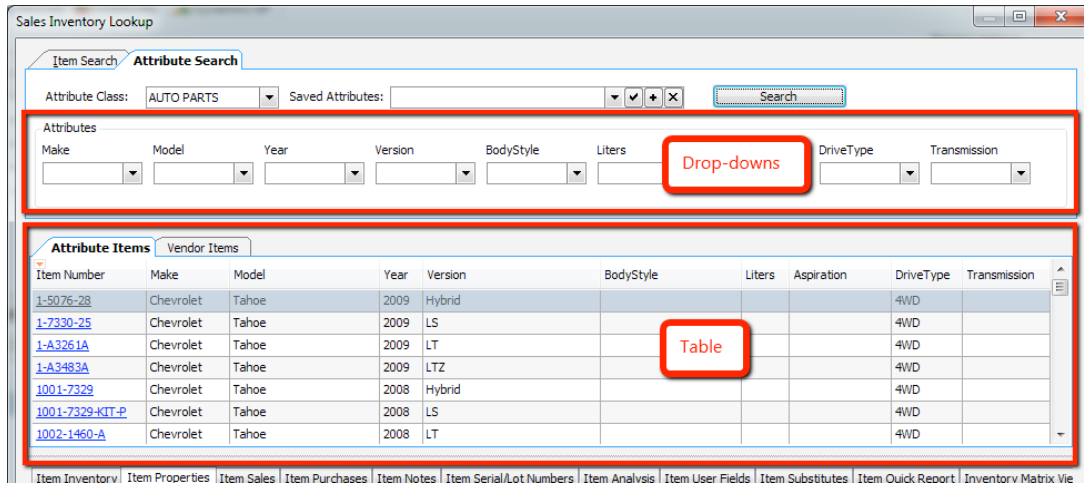 Sales Inventory Lookup
Item Search Attribute Search
Attribute Class: AUTO PARTS Saved Attributes: Search
Attributes
Make Model Year Version BodyStyle Liters DriveType Transmission
Drop-downs
Attribute Items Vendor Items
Item Number Make Model Year Version BodyStyle Liters Aspiration DriveType Transmission
1-5076-28 Chevrolet Tahoe 2009 Hybrid 4WD
1-7330-25 Chevrolet Tahoe 2009 LS 4WD
1-A3261A Chevrolet Tahoe 2009 LT 4WD
Table
1-A3483A Chevrolet Tahoe 2009 LTZ 4WD
1001-7329 Chevrolet Tahoe 2008 Hybrid 4WD
1001-7329-KIT-P Chevrolet Tahoe 2008 LS 4WD
1002-1460-A Chevrolet Tahoe 2008 LT 4WD
Item Inventory Item Properties Item Sales Item Purchases Item Notes Item Serial/Lot Numbers Item Analysis Item User Fields Item Substitutes Item Quick Report Inventory Matrix Vie